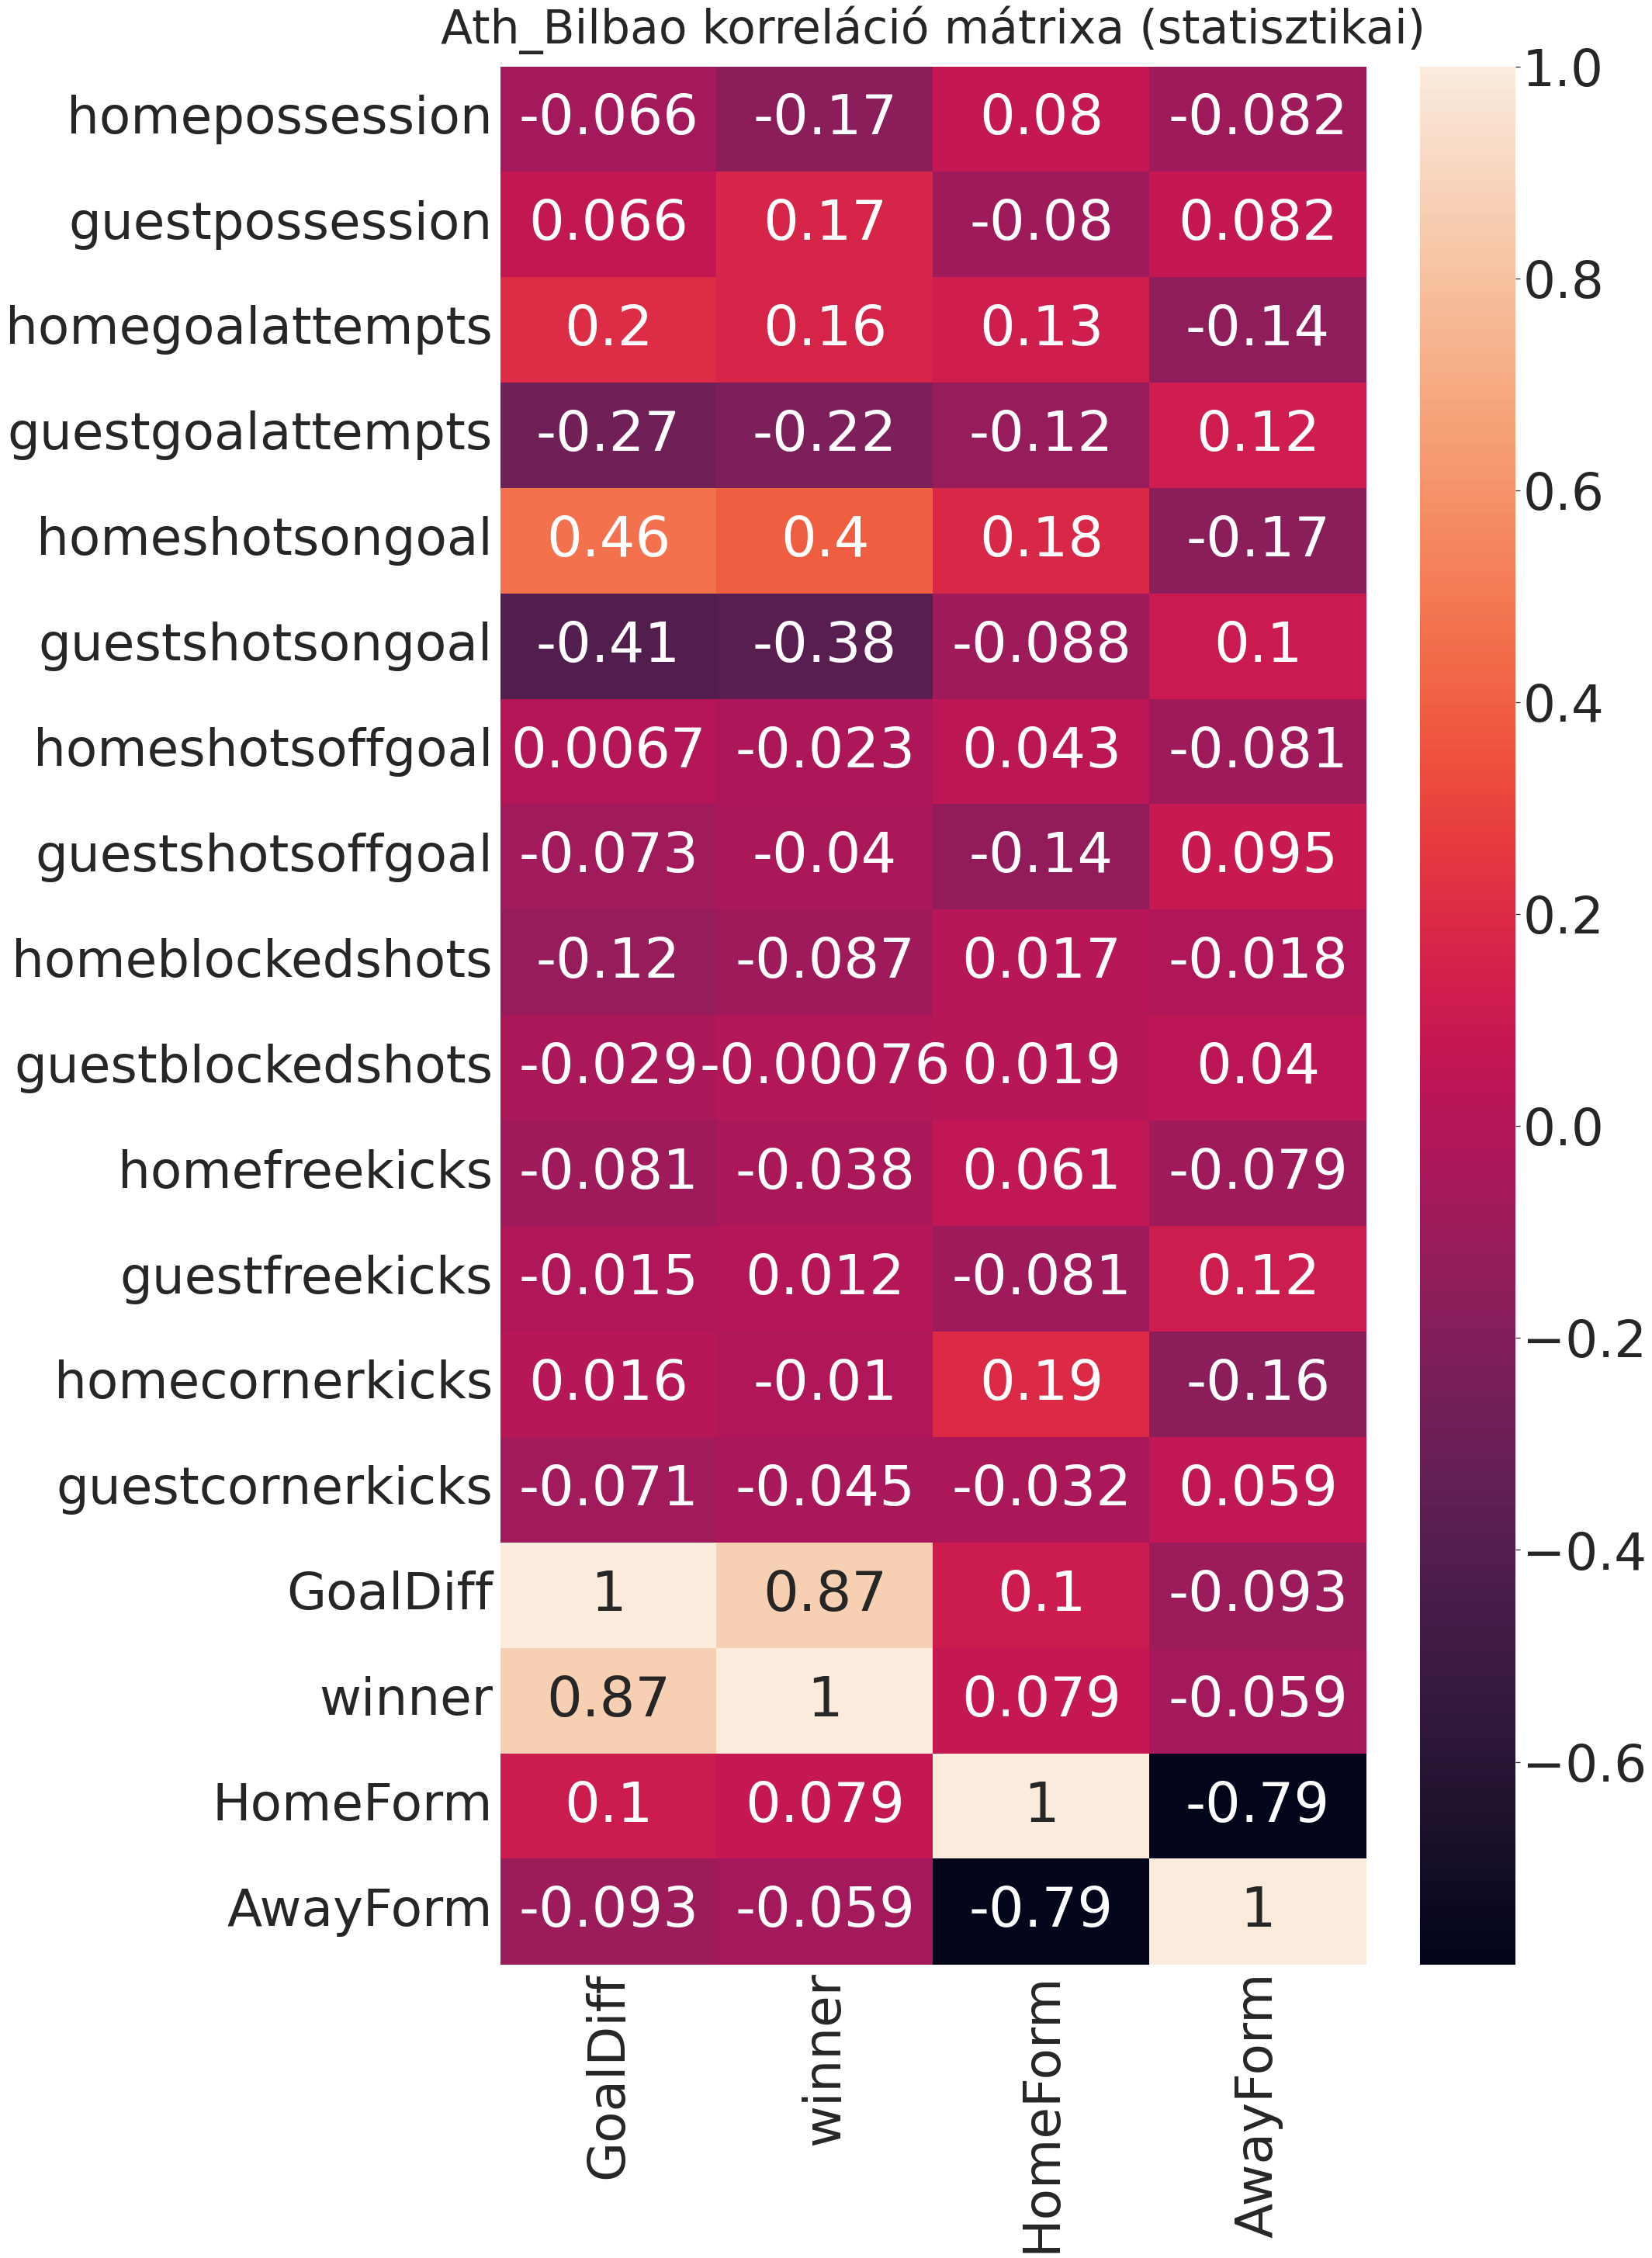 Ath_Bilbao korreláció mátrixa (statisztikai)
homepossession -0.066 -0.17 0.08 -0.082
guestpossession 0.066 0.17 -0.08 0.082
homegoalattempts 0.2 0.16 0.13 -0.14
guestgoalattempts -0.27 -0.22 -0.12 0.12
homeshotsongoal 0.46 0.4 0.18 -0.17
guestshotsongoal -0.41 -0.38 -0.088 0.1
homeshotsoffgoal 0.0067 -0.023 0.043 -0.081
guestshotsoffgoal -0.073 -0.04 -0.14 0.095
homeblockedshots -0.12 -0.087 0.017 -0.018
guestblockedshots -0.029 -0.00076 0.019 0.04
homefreekicks -0.081 -0.038 0.061 -0.079
guestfreekicks -0.015 0.012 -0.081 0.12
homecornerkicks 0.016 -0.01 0.19 -0.16
guestcornerkicks -0.071 -0.045 -0.032 0.059
GoalDiff 1 0.87 0.1 -0.093
winner 0.87 1 0.079 -0.059
HomeForm 0.1 0.079 1 -0.79
AwayForm -0.093 -0.059 -0.79 1
GoalDiff
winner
HomeForm
AwayForm
1.0
0.8
0.6
0.4
0.2
0.0
−0.2
−0.4
−0.6